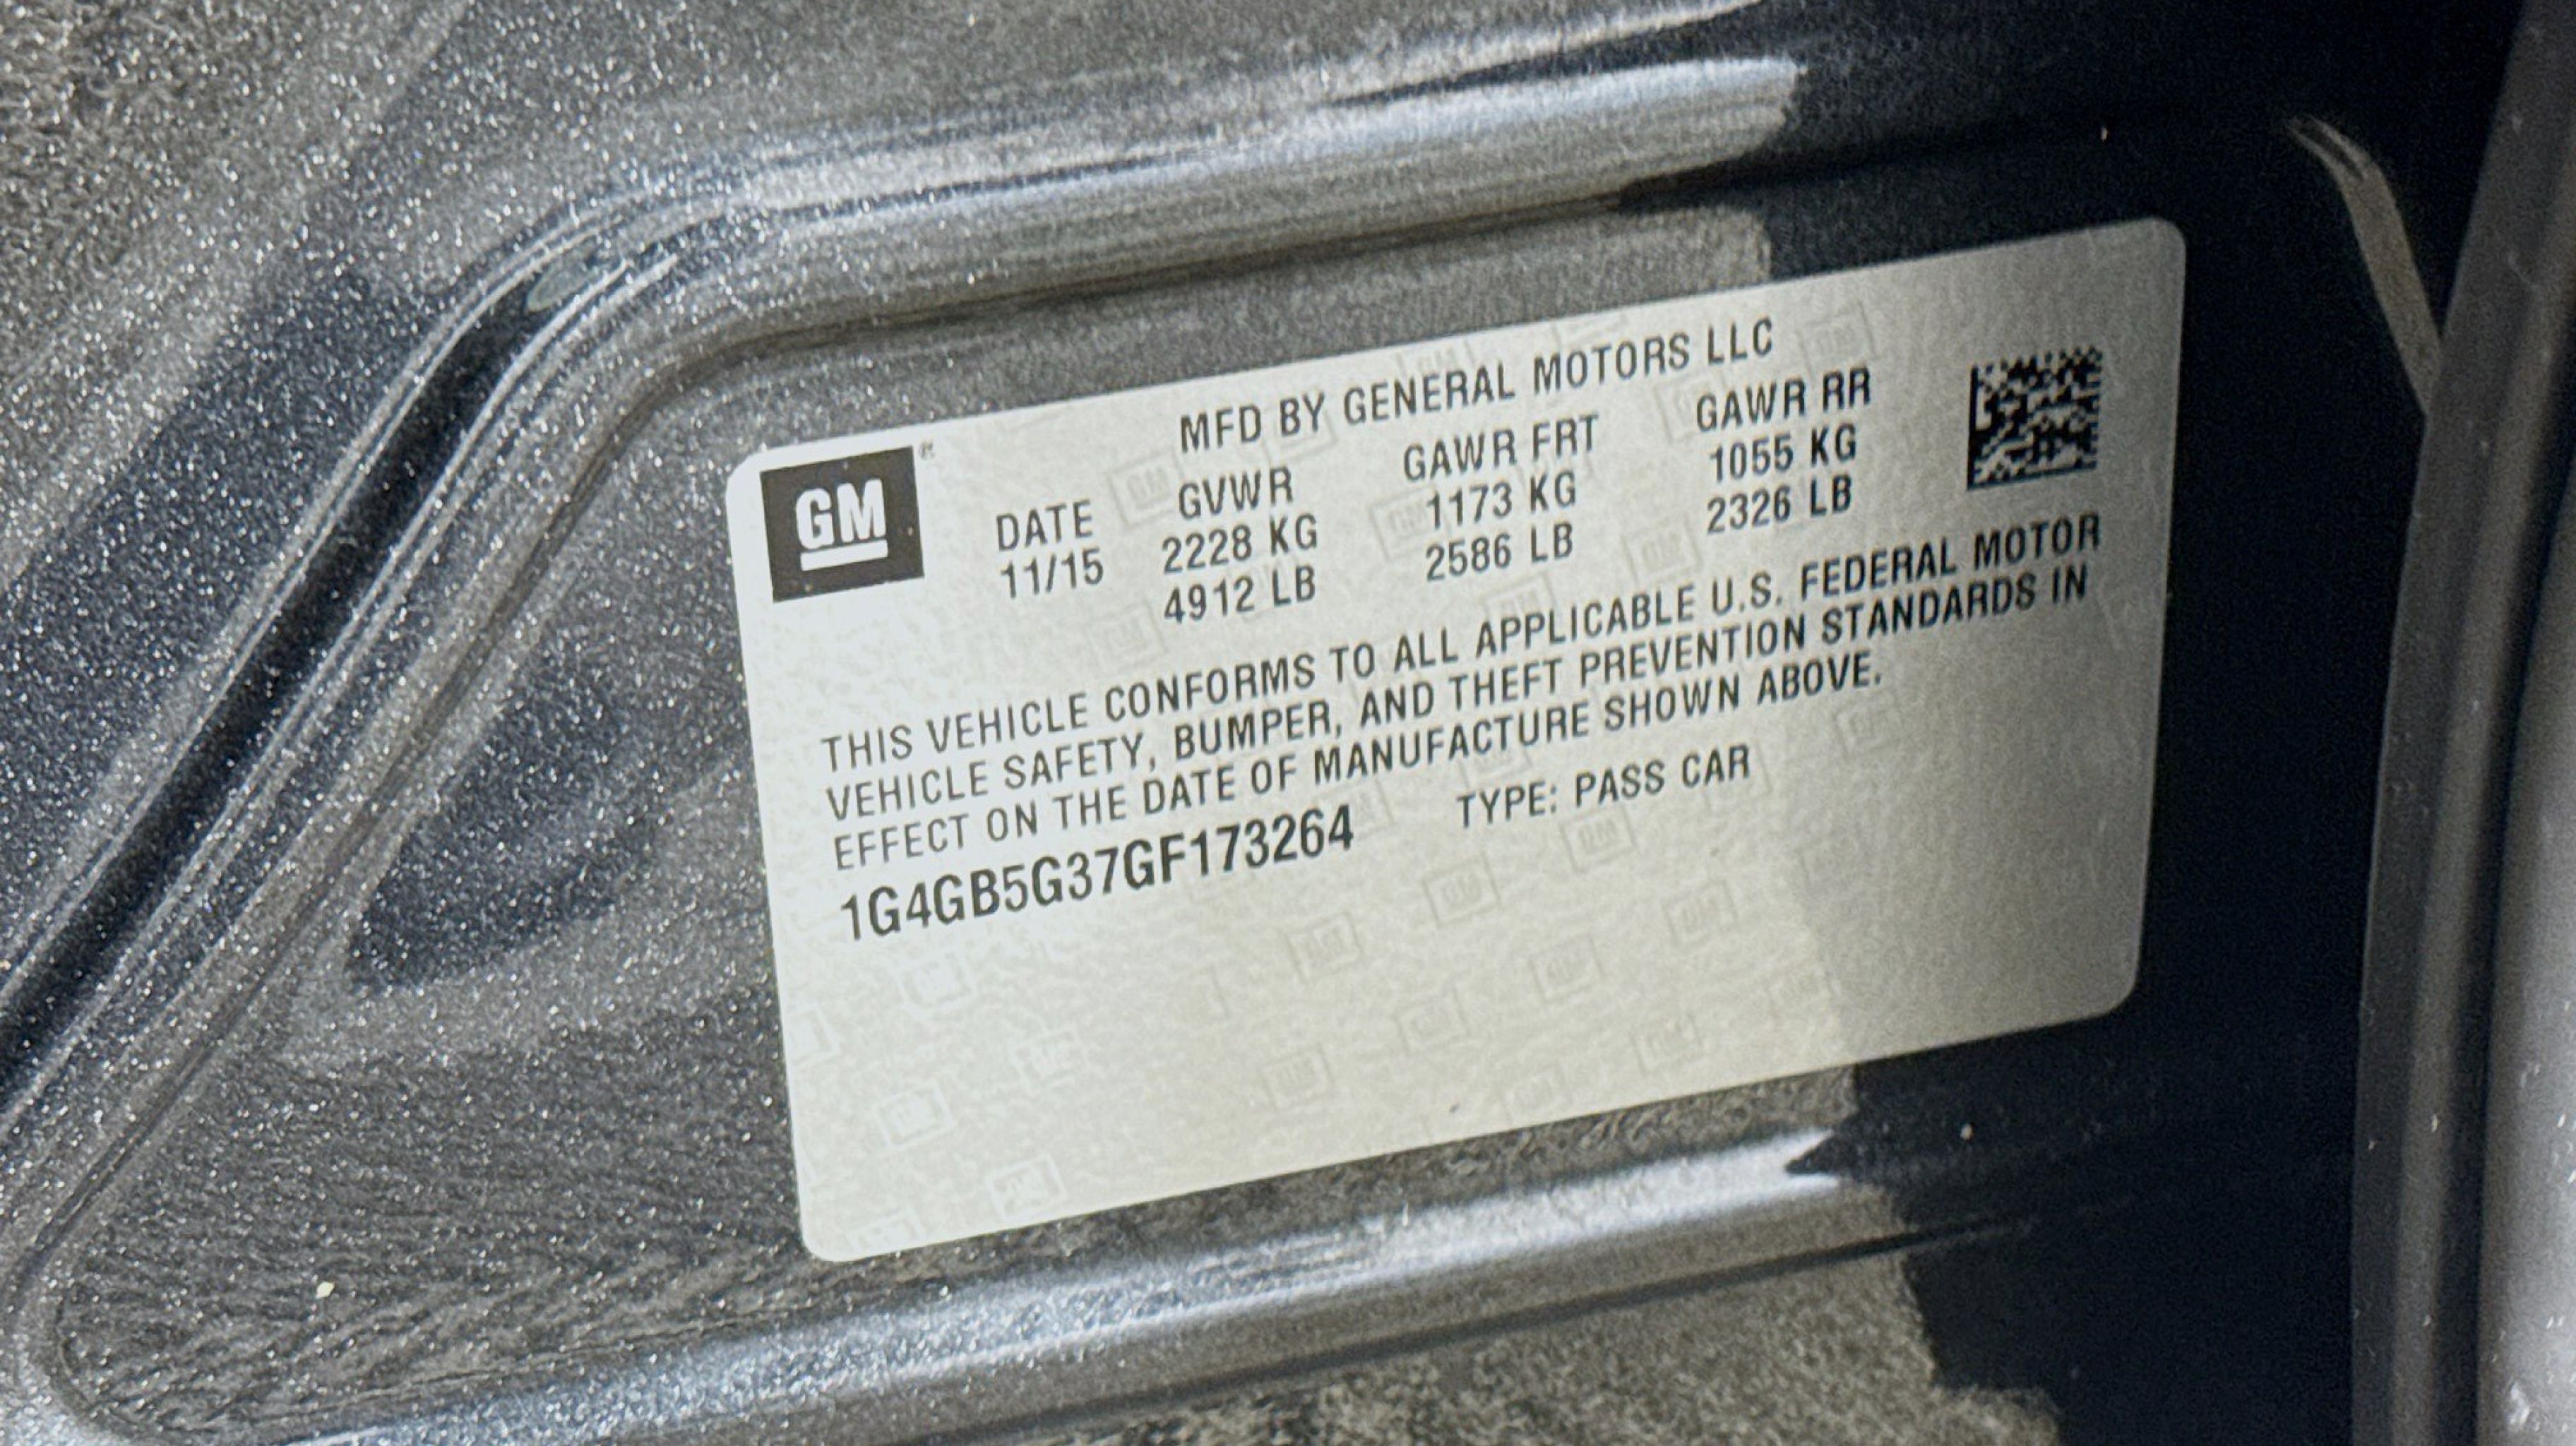 MFD BY GENERAL MOTORS LLC
GM®
DATE GVWR GAWR FRT GAWR RR
11/15 2228 KG 1173 KG 1055 KG
4912 LB 2586 LB 2326 LB
THIS VEHICLE CONFORMS TO ALL APPLICABLE U.S. FEDERAL MOTOR
VEHICLE SAFETY, BUMPER, AND THEFT PREVENTION STANDARDS IN
EFFECT ON THE DATE OF MANUFACTURE SHOWN ABOVE.
1G4GB5G37GF173264 TYPE: PASS CAR